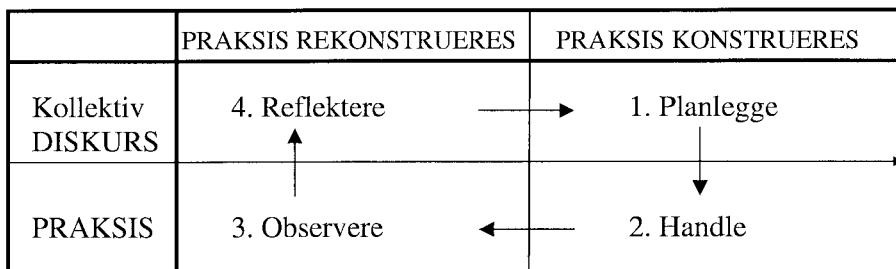 PRAKSIS REKONSTRUERES PRAKSIS KONSTRUERES
Kollektiv 4. Reflektere 1. Planlegge
DISKURS
PRAKSIS 3. Observere 2. Handle